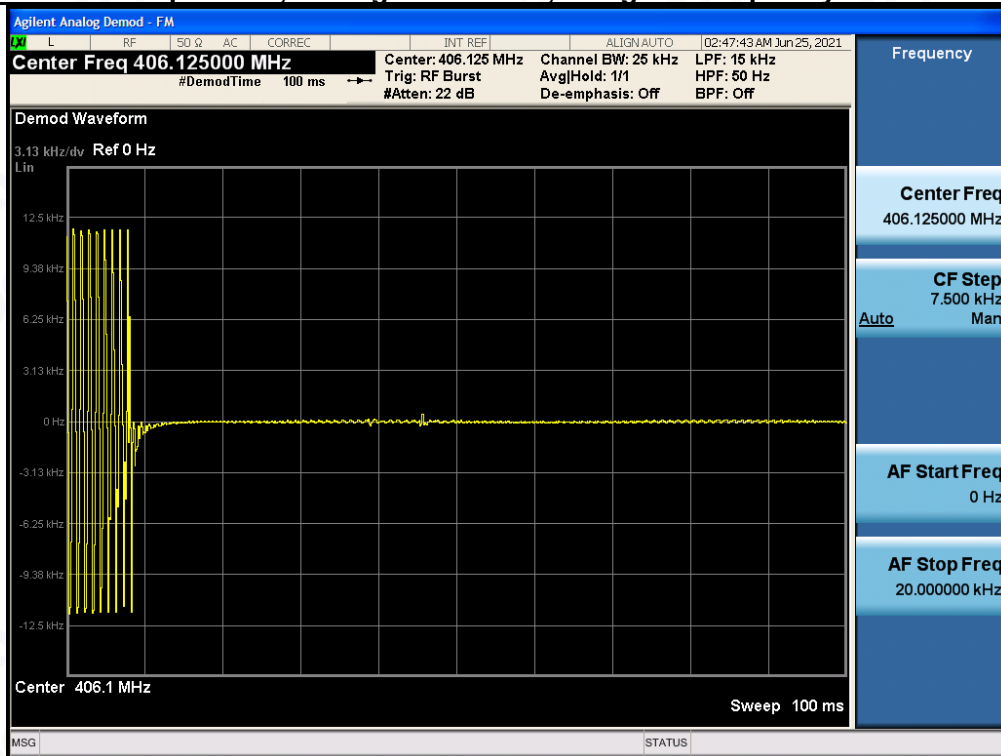 Agilent Analog Demod - FM
LXI L RF 50 Ω AC CORREC INT REF ALIGN AUTO 02:47:43 AM Jun 25, 2021
Center Freq 406.125000 MHz
#DemodTime 100 ms
Center: 406.125 MHz
Trig: RF Burst
#Atten: 22 dB
Channel BW: 25 kHz
Avg|Hold: 1/1
De-emphasis: Off
LPF: 15 kHz
HPF: 50 Hz
BPF: Off
Demod Waveform
3.13 kHz/dv Ref 0 Hz
Lin
12.5 kHz
9.38 kHz
6.25 kHz
3.13 kHz
0 Hz
-3.13 kHz
-6.25 kHz
-9.38 kHz
-12.5 kHz
Center 406.1 MHz
Sweep 100 ms
Frequency
Center Freq
406.125000 MHz
CF Step
7.500 kHz
Auto Man
AF Start Freq
0 Hz
AF Stop Freq
20.000000 kHz
MSG STATUS